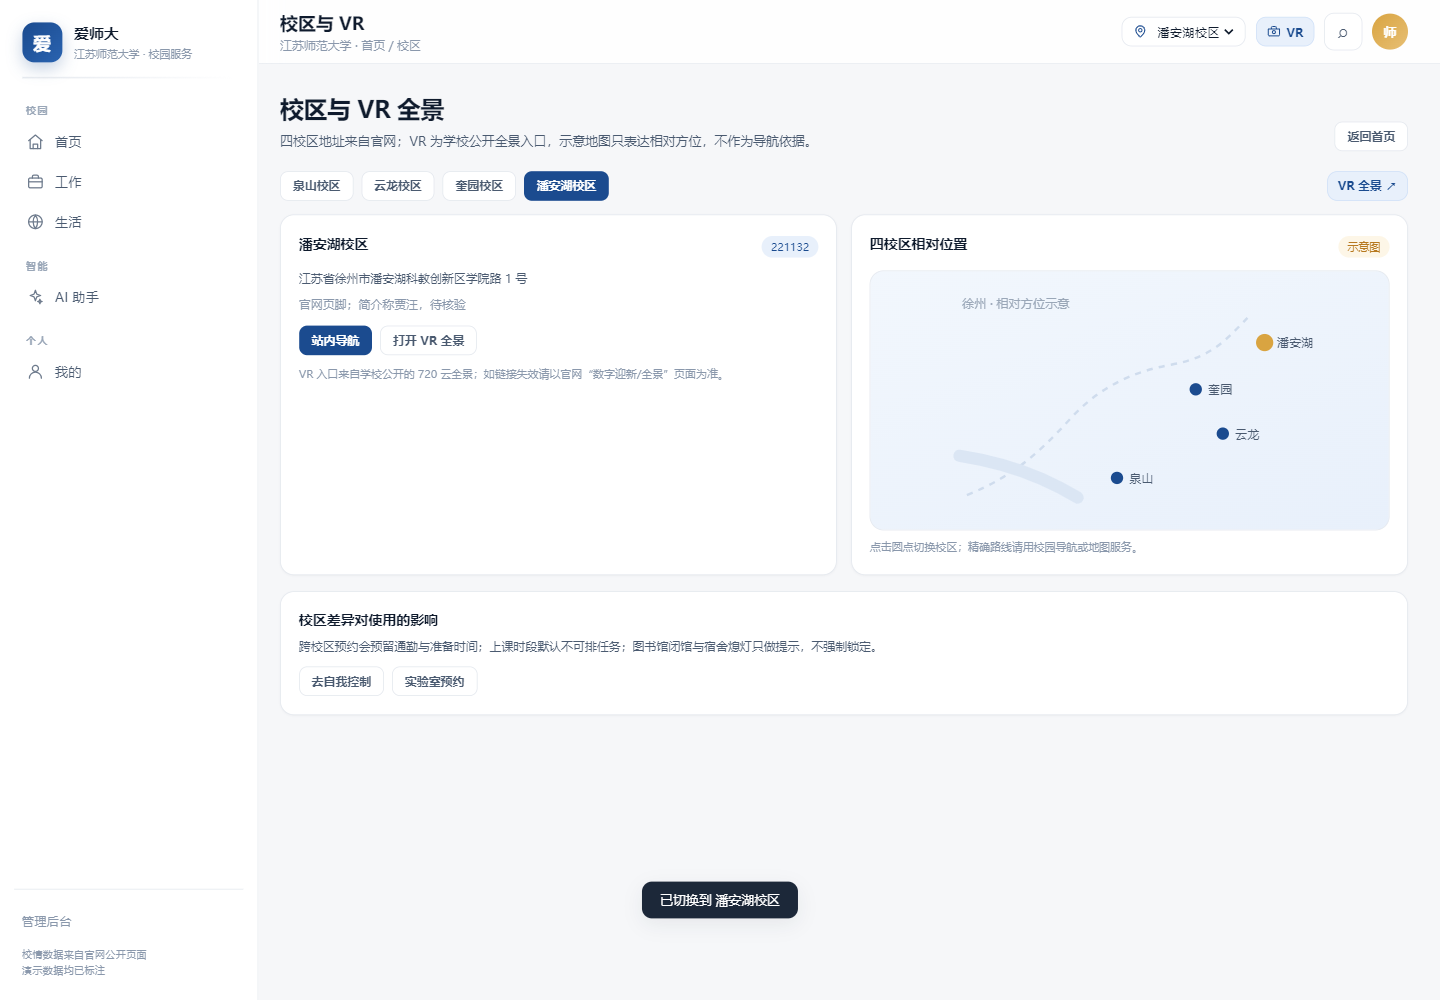 爱
爱师大
江苏师范大学 · 校园服务
校园
首页
工作
生活
智能
AI 助手
个人
我的
管理后台
校情数据来自官网公开页面
演示数据均已标注
校区与 VR
江苏师范大学 · 首页 / 校区
潘安湖校区
VR
师
校区与 VR 全景
四校区地址来自官网；VR 为学校公开全景入口，示意地图只表达相对方位，不作为导航依据。
返回首页
泉山校区
云龙校区
奎园校区
潘安湖校区
VR 全景 ↗
潘安湖校区
221132
江苏省徐州市潘安湖科教创新区学院路 1 号
官网页脚；简介称贾汪，待核验
站内导航
打开 VR 全景
VR 入口来自学校公开的 720 云全景；如链接失效请以官网“数字迎新/全景”页面为准。
四校区相对位置
示意图
徐州 · 相对方位示意
潘安湖
奎园
云龙
泉山
点击圆点切换校区；精确路线请用校园导航或地图服务。
校区差异对使用的影响
跨校区预约会预留通勤与准备时间；上课时段默认不可排任务；图书馆闭馆与宿舍熄灯只做提示，不强制锁定。
去自我控制
实验室预约
已切换到 潘安湖校区